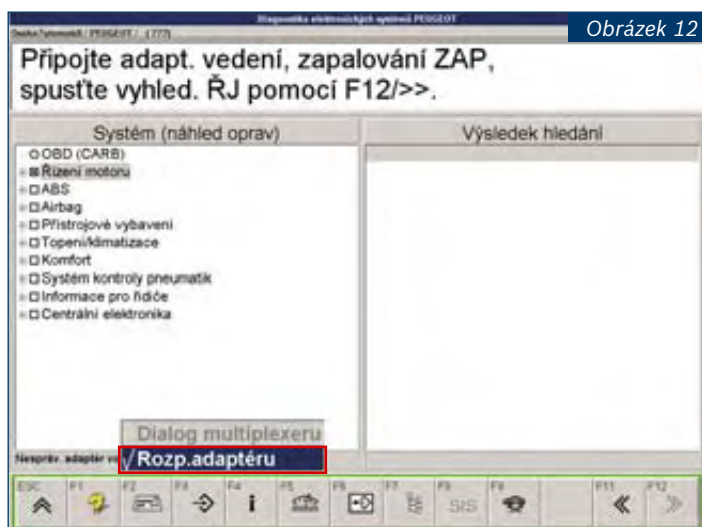 Diagnostika elektronických systémů PEUGEOT
Obrázek 12
PEUGEOT / (777)
Připojte adapt. vedení, zapalování ZAP,
spusťte vyhled. ŘJ pomocí F12/>>.
Systém (náhled oprav)
Výsledek hledání
OBD (CARB)
Řízení motoru
ABS
Airbag
Přístrojové vybavení
Topení/klimatizace
Komfort
Systém kontroly pneumatik
Informace pro řidiče
Centrální elektronika
Dialog multiplexeru
Nespráv. adaptér
√ Rozp.adaptéru
ESC F1 F2 F3 F4 F5 F6 F7 F8 F9 F11 F12
SIS